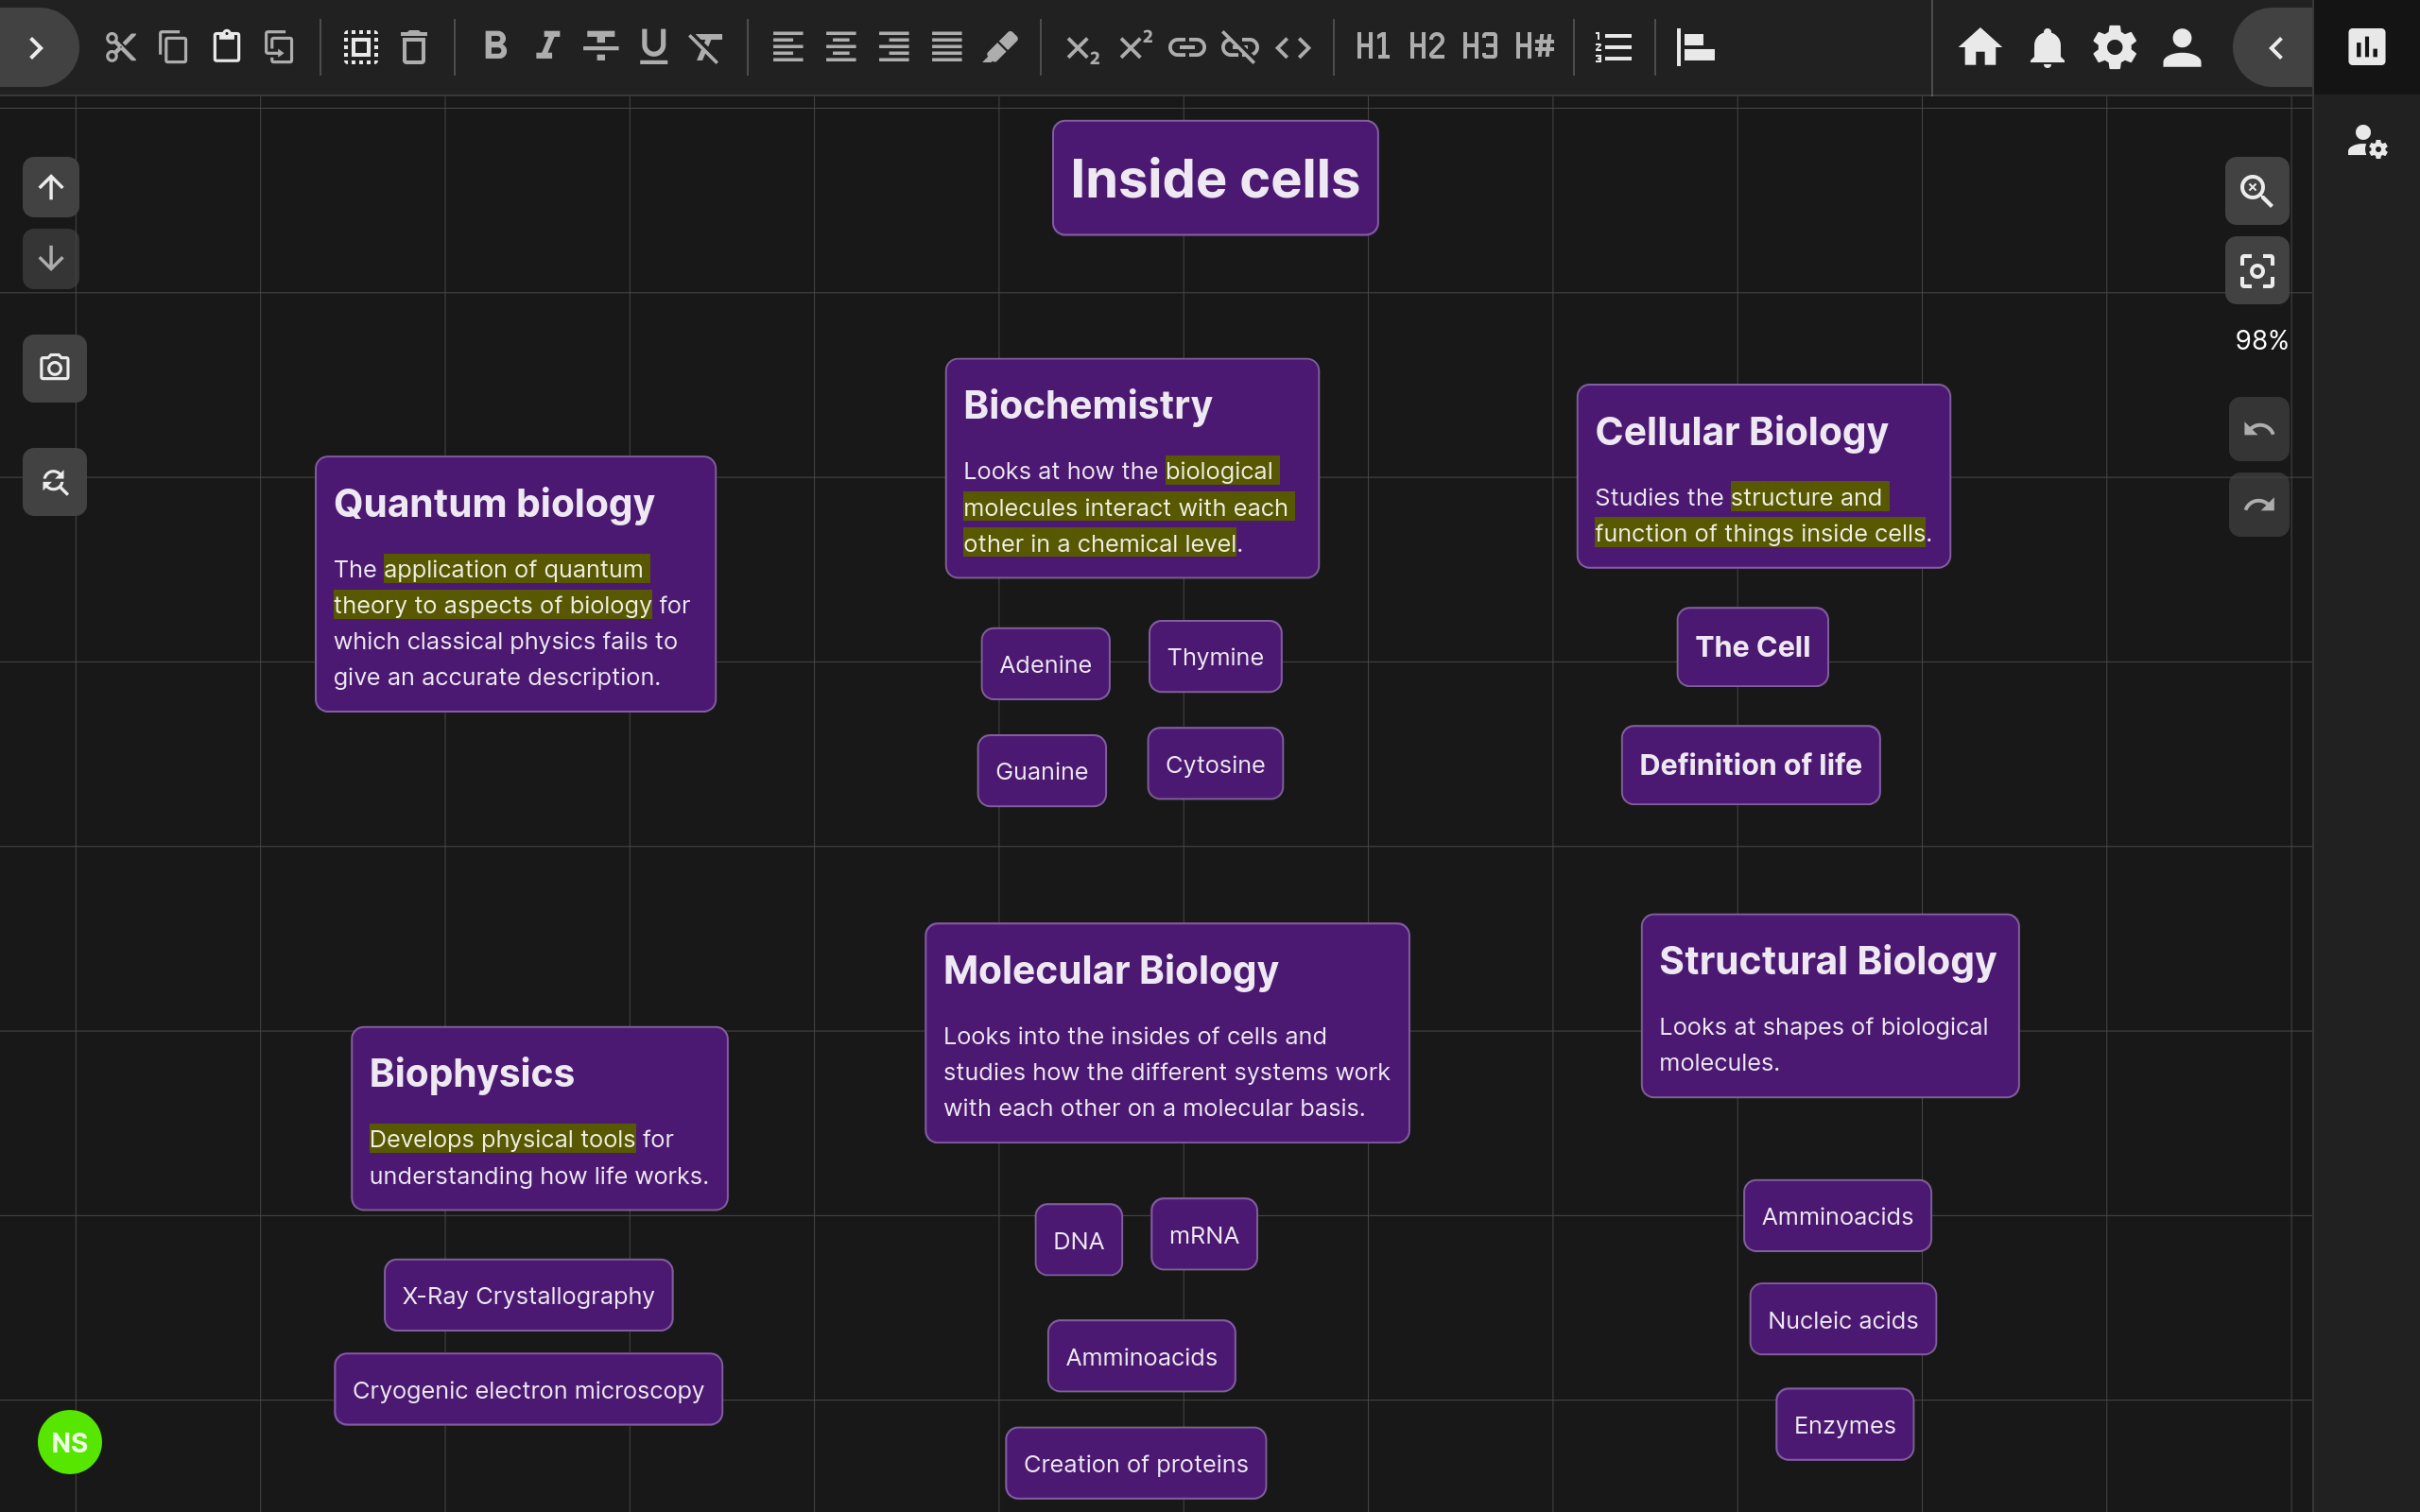 B I U
X₂ X²
H1 H2 H3 H#
Inside cells
98%
Quantum biology
The application of quantum
theory to aspects of biology for
which classical physics fails to
give an accurate description.
Biochemistry
Looks at how the biological
molecules interact with each
other in a chemical level.
Adenine
Thymine
Guanine
Cytosine
Cellular Biology
Studies the structure and
function of things inside cells.
The Cell
Definition of life
Biophysics
Develops physical tools for
understanding how life works.
X-Ray Crystallography
Cryogenic electron microscopy
Molecular Biology
Looks into the insides of cells and
studies how the different systems work
with each other on a molecular basis.
DNA
mRNA
Amminoacids
Creation of proteins
Structural Biology
Looks at shapes of biological
molecules.
Amminoacids
Nucleic acids
Enzymes
NS